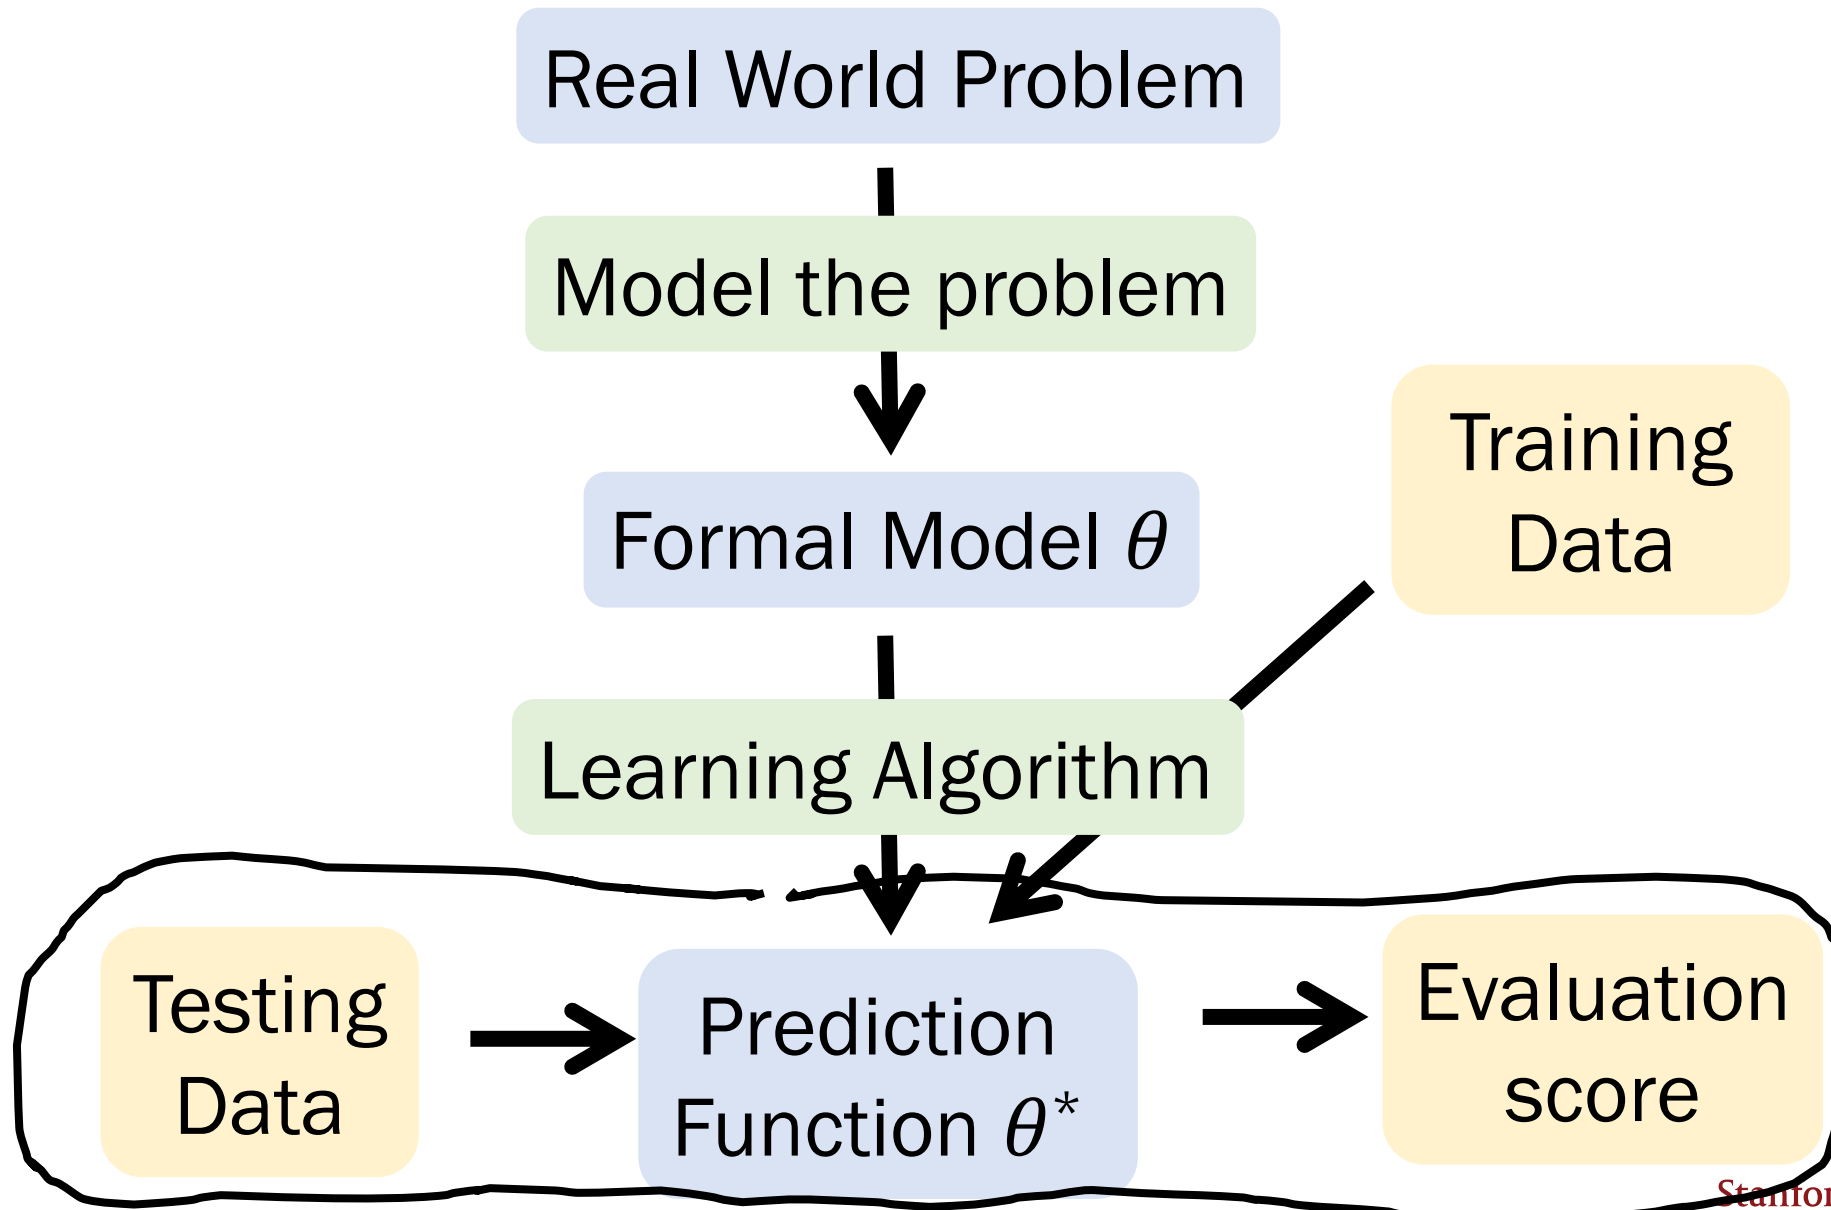 Real World Problem
Model the problem
Formal Model θ
Training
Data
Learning Algorithm
Testing
Data
Prediction
Function θ*
Evaluation
score